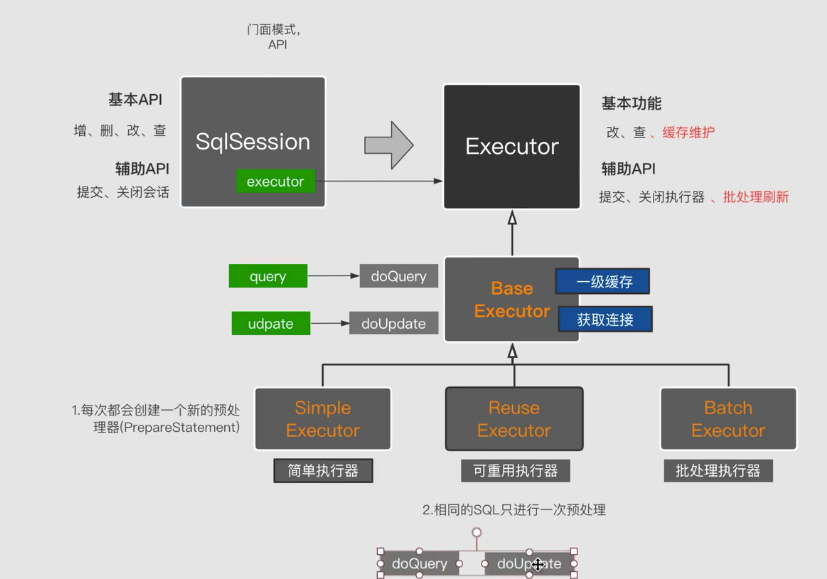 门面模式，
API
基本API
增、删、改、查
辅助API
提交、关闭会话
SqlSession
executor
Executor
基本功能
改、查 、缓存维护
辅助API
提交、关闭执行器 、批处理刷新
query
doQuery
udpate
doUpdate
Base
Executor
一级缓存
获取连接
1.每次都会创建一个新的预处
理器(PrepareStatement)
Simple
Executor
Reuse
Executor
Batch
Executor
简单执行器
可重用执行器
批处理执行器
2.相同的SQL只进行一次预处理
doQuery
doUpdate